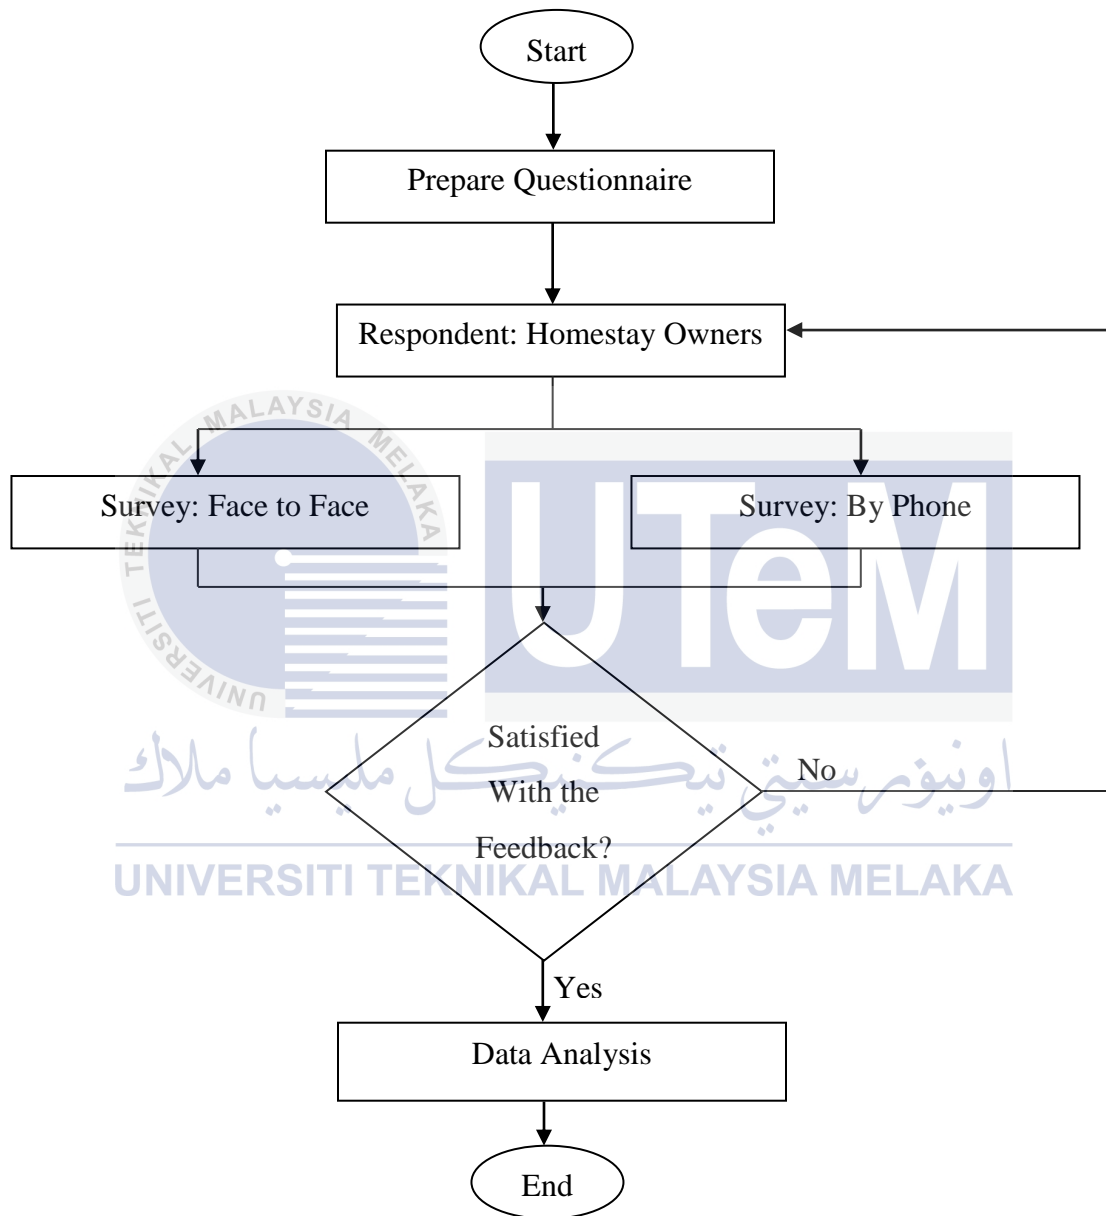 Start
Prepare Questionnaire
Respondent: Homestay Owners
UNIVERSITI TEKNIKAL MALAYSIA MELAKA
Survey: Face to Face
Survey: By Phone
UTeM
Satisfied
With the
Feedback?
No
اونيۏرسيتي تيكنيكل مليسيا ملاك
UNIVERSITI TEKNIKAL MALAYSIA MELAKA
Yes
Data Analysis
End